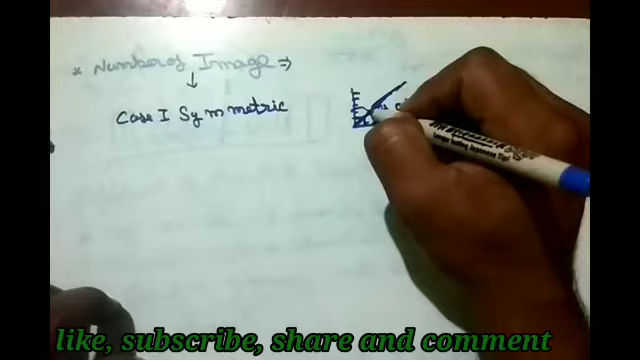 * Number of Image ⇒
↓
Case I Symmetric
like, subscribe, share and comment